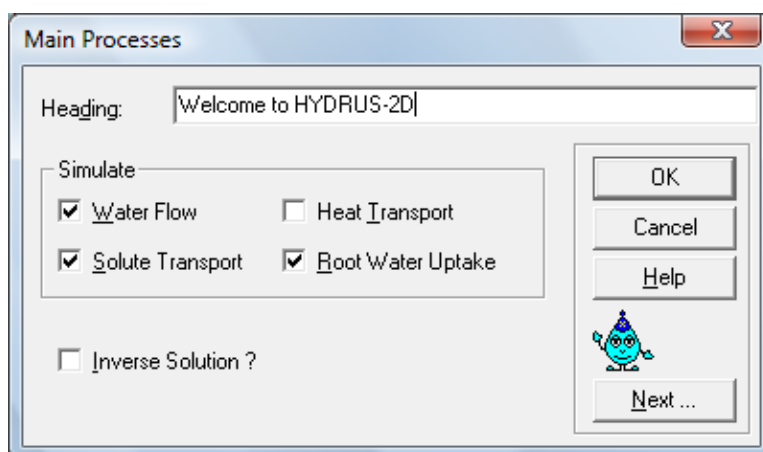 Main Processes
Heading: Welcome to HYDRUS-2D
Simulate
Water Flow Heat Transport
Solute Transport Root Water Uptake
Inverse Solution ?
OK
Cancel
Help
Next ...